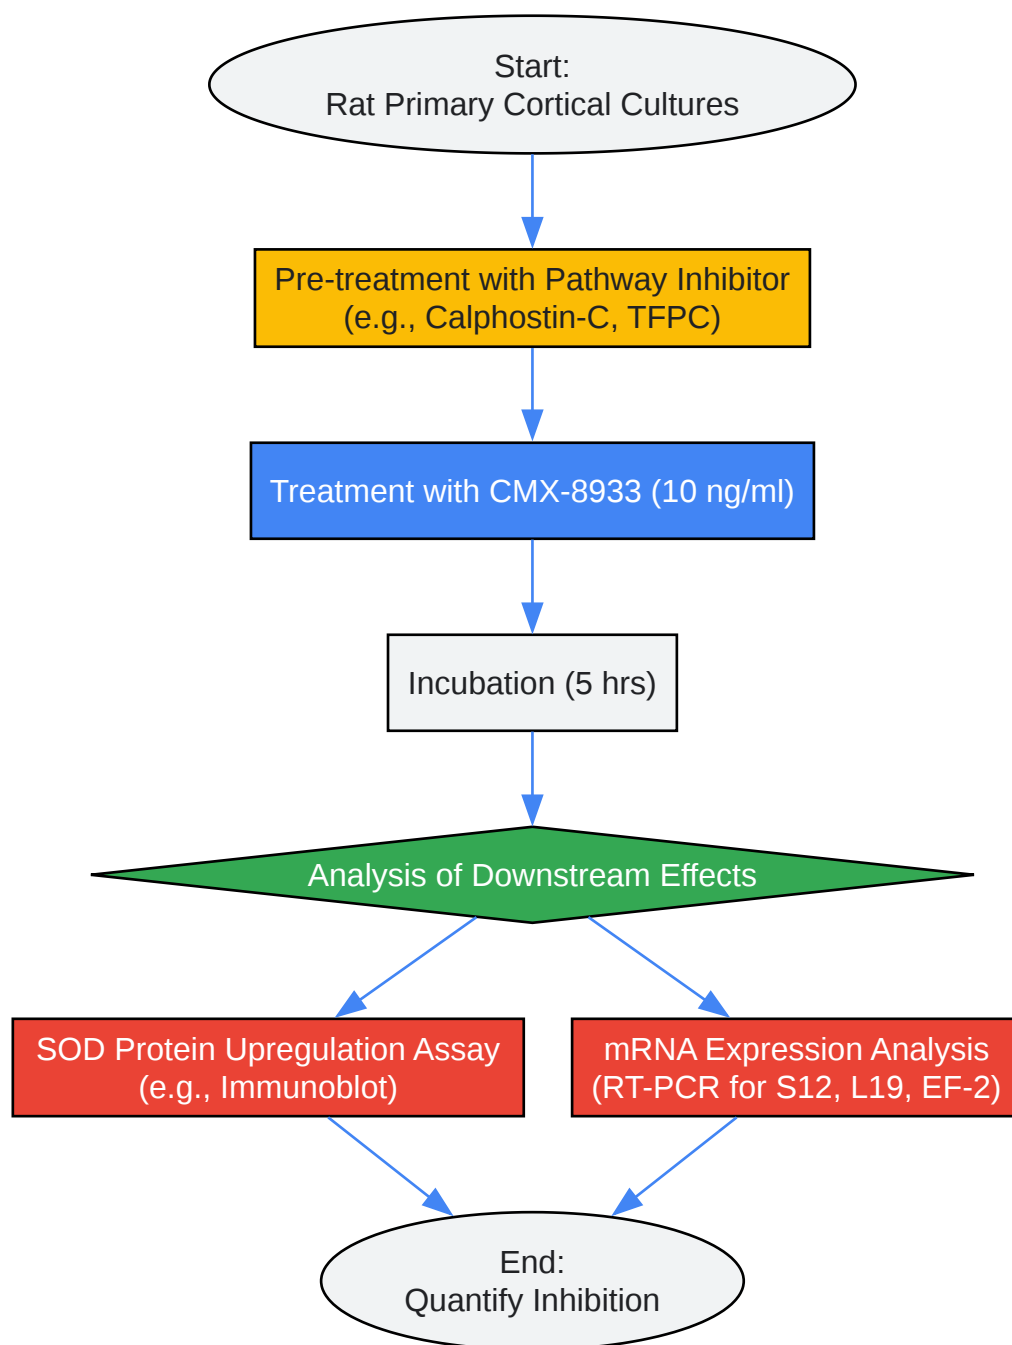 Start:
Rat Primary Cortical Cultures
Pre-treatment with Pathway Inhibitor
(e.g., Calphostin-C, TFPC)
Treatment with CMX-8933 (10 ng/ml)
Incubation (5 hrs)
Analysis of Downstream Effects
SOD Protein Upregulation Assay
(e.g., Immunoblot)
mRNA Expression Analysis
(RT-PCR for S12, L19, EF-2)
End:
Quantify Inhibition